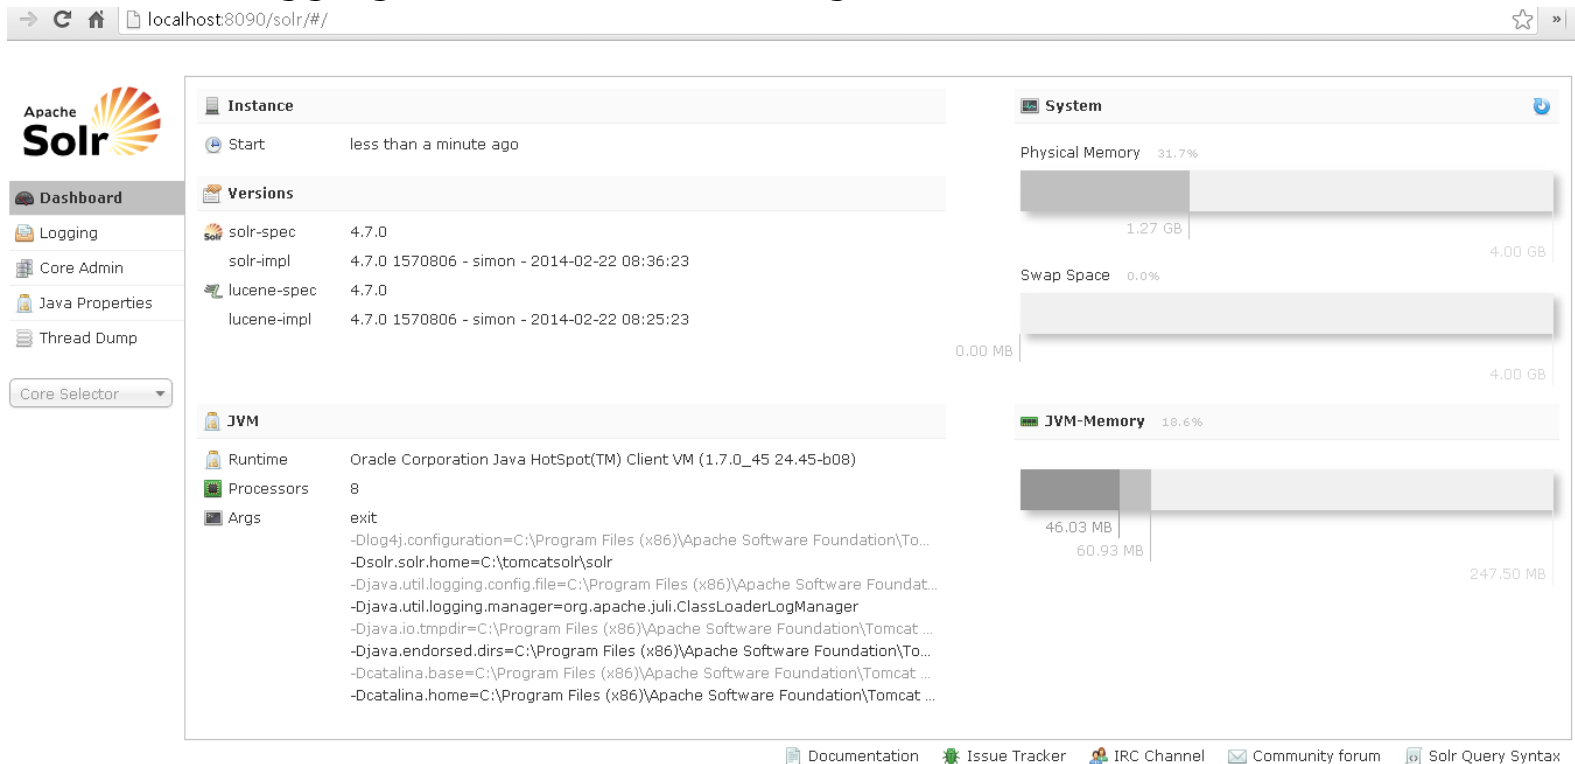 localhost:8090/solr/#/
Apache
Solr
Dashboard
Logging
Core Admin
Java Properties
Thread Dump
Core Selector
Instance
Start less than a minute ago
Versions
solr-spec 4.7.0
solr-impl 4.7.0 1570806 - simon - 2014-02-22 08:36:23
lucene-spec 4.7.0
lucene-impl 4.7.0 1570806 - simon - 2014-02-22 08:25:23
JVM
Runtime Oracle Corporation Java HotSpot(TM) Client VM (1.7.0_45 24.45-b08)
Processors 8
Args exit
-Dlog4j.configuration=C:\Program Files (x86)\Apache Software Foundation\To...
-Dsolr.solr.home=C:\tomcatsolr\solr
-Djava.util.logging.config.file=C:\Program Files (x86)\Apache Software Foundat...
-Djava.util.logging.manager=org.apache.juli.ClassLoaderLogManager
-Djava.io.tmpdir=C:\Program Files (x86)\Apache Software Foundation\Tomcat ...
-Djava.endorsed.dirs=C:\Program Files (x86)\Apache Software Foundation\To...
-Dcatalina.base=C:\Program Files (x86)\Apache Software Foundation\Tomcat ...
-Dcatalina.home=C:\Program Files (x86)\Apache Software Foundation\Tomcat ...
System
Physical Memory 31.7%
1.27 GB
4.00 GB
Swap Space 0.0%
0.00 MB
4.00 GB
JVM-Memory 18.6%
46.03 MB
60.93 MB
247.50 MB
Documentation Issue Tracker IRC Channel Community forum Solr Query Syntax